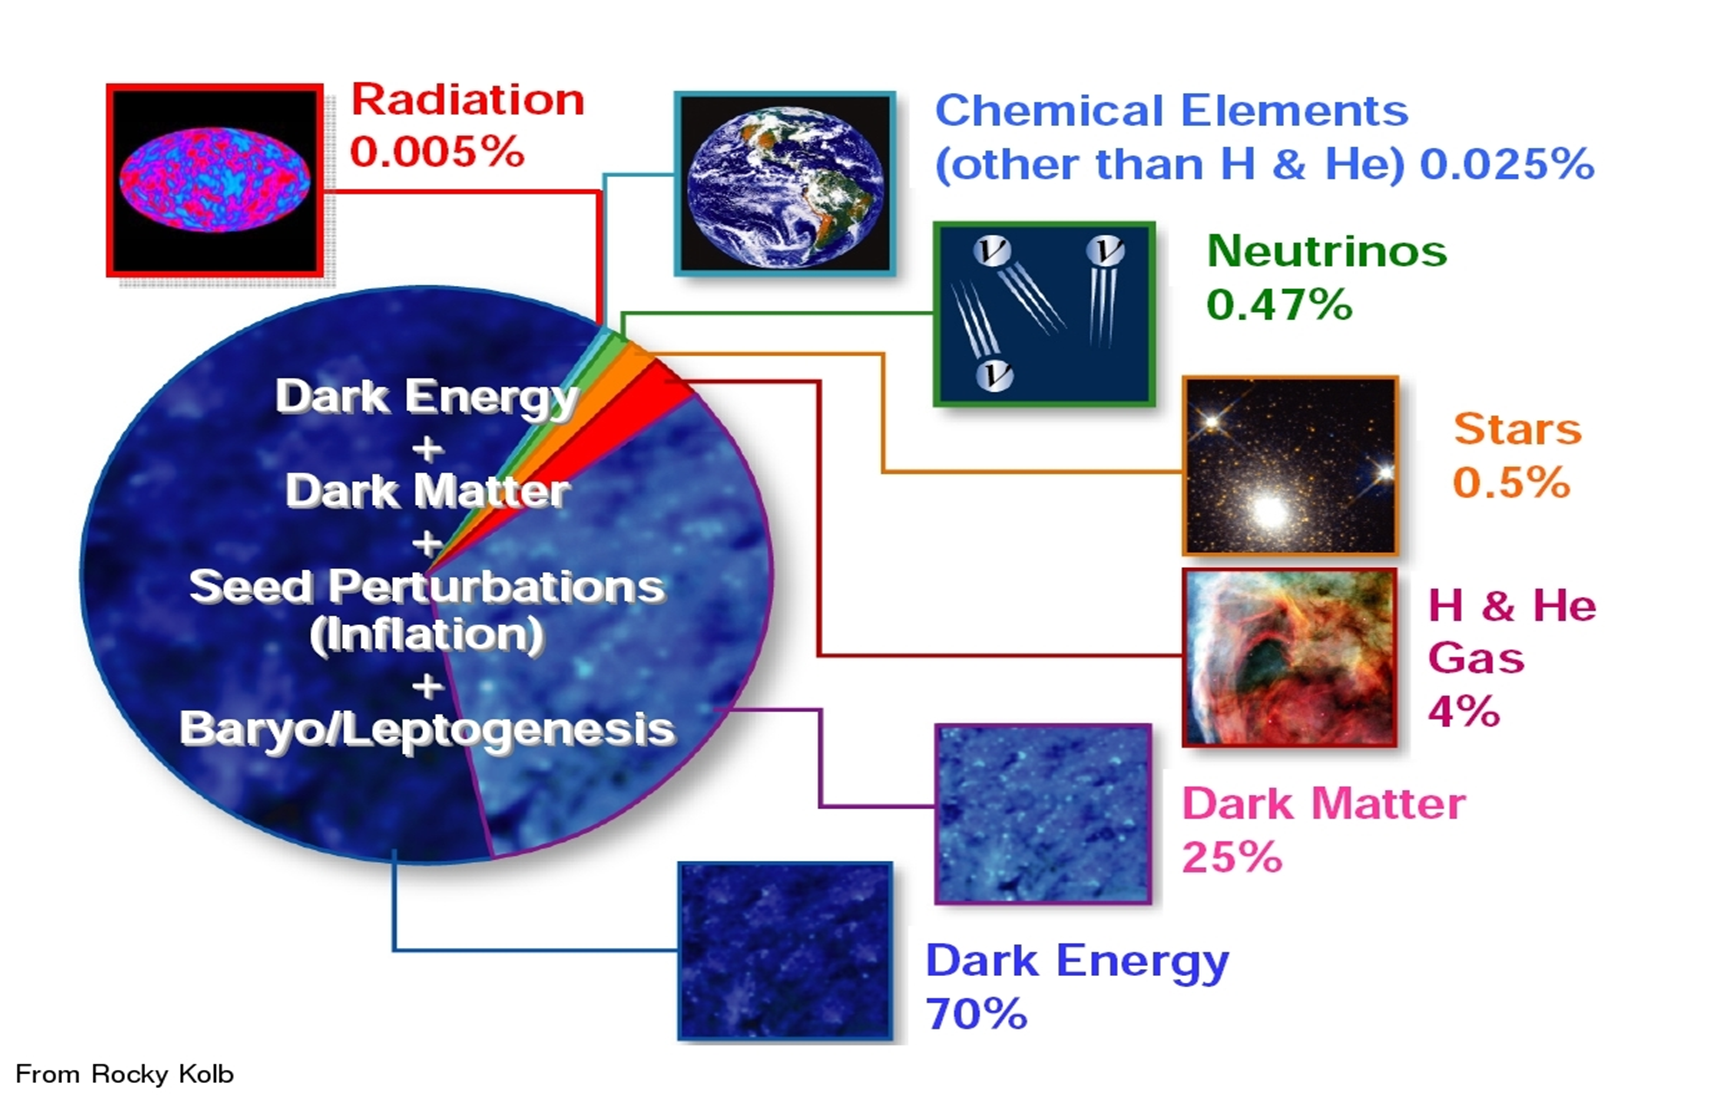 Radiation
0.005%
Chemical Elements
(other than H & He) 0.025%
ν ν
ν
Neutrinos
0.47%
Stars
0.5%
H & He
Gas
4%
Dark Matter
25%
Dark Energy
70%
Dark Energy
+
Dark Matter
+
Seed Perturbations
(Inflation)
+
Baryo/Leptogenesis
From Rocky Kolb